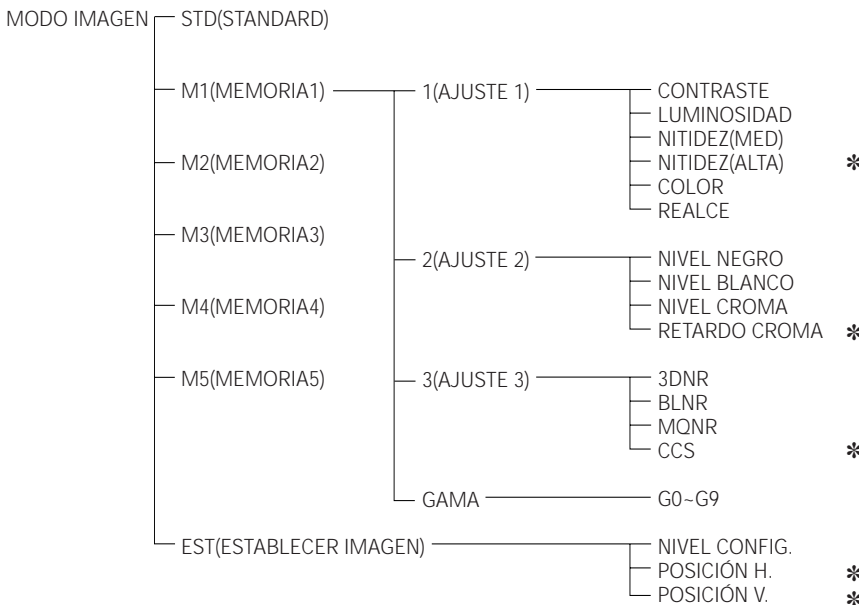 MODO IMAGEN
STD(STANDARD)
M1(MEMORIA1)
1(AJUSTE 1)
CONTRASTE
LUMINOSIDAD
NITIDEZ(MED)
NITIDEZ(ALTA) ✻
COLOR
REALCE
M2(MEMORIA2)
M3(MEMORIA3)
2(AJUSTE 2)
NIVEL NEGRO
NIVEL BLANCO
NIVEL CROMA
RETARDO CROMA ✻
M4(MEMORIA4)
M5(MEMORIA5)
3(AJUSTE 3)
3DNR
BLNR
MQNR
CCS ✻
GAMA
G0~G9
EST(ESTABLECER IMAGEN)
NIVEL CONFIG.
POSICIÓN H. ✻
POSICIÓN V. ✻